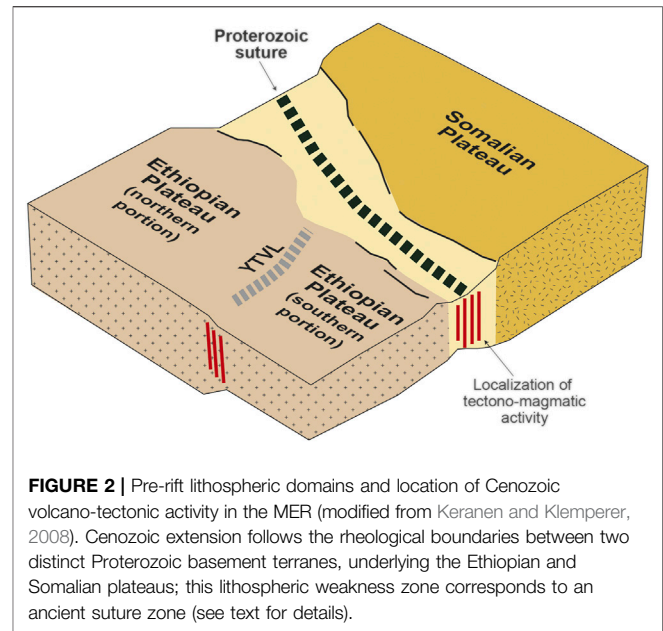 Proterozoic
suture
Somalian
Plateau
Ethiopian
Plateau
(northern
portion)
YTVL
Ethiopian
Plateau
(southern
portion)
Localization of
tectono-magmatic
activity
FIGURE 2 | Pre-rift lithospheric domains and location of Cenozoic
volcano-tectonic activity in the MER (modified from Keranen and Klemperer,
2008). Cenozoic extension follows the rheological boundaries between two
distinct Proterozoic basement terranes, underlying the Ethiopian and
Somalian plateaus; this lithospheric weakness zone corresponds to an
ancient suture zone (see text for details).